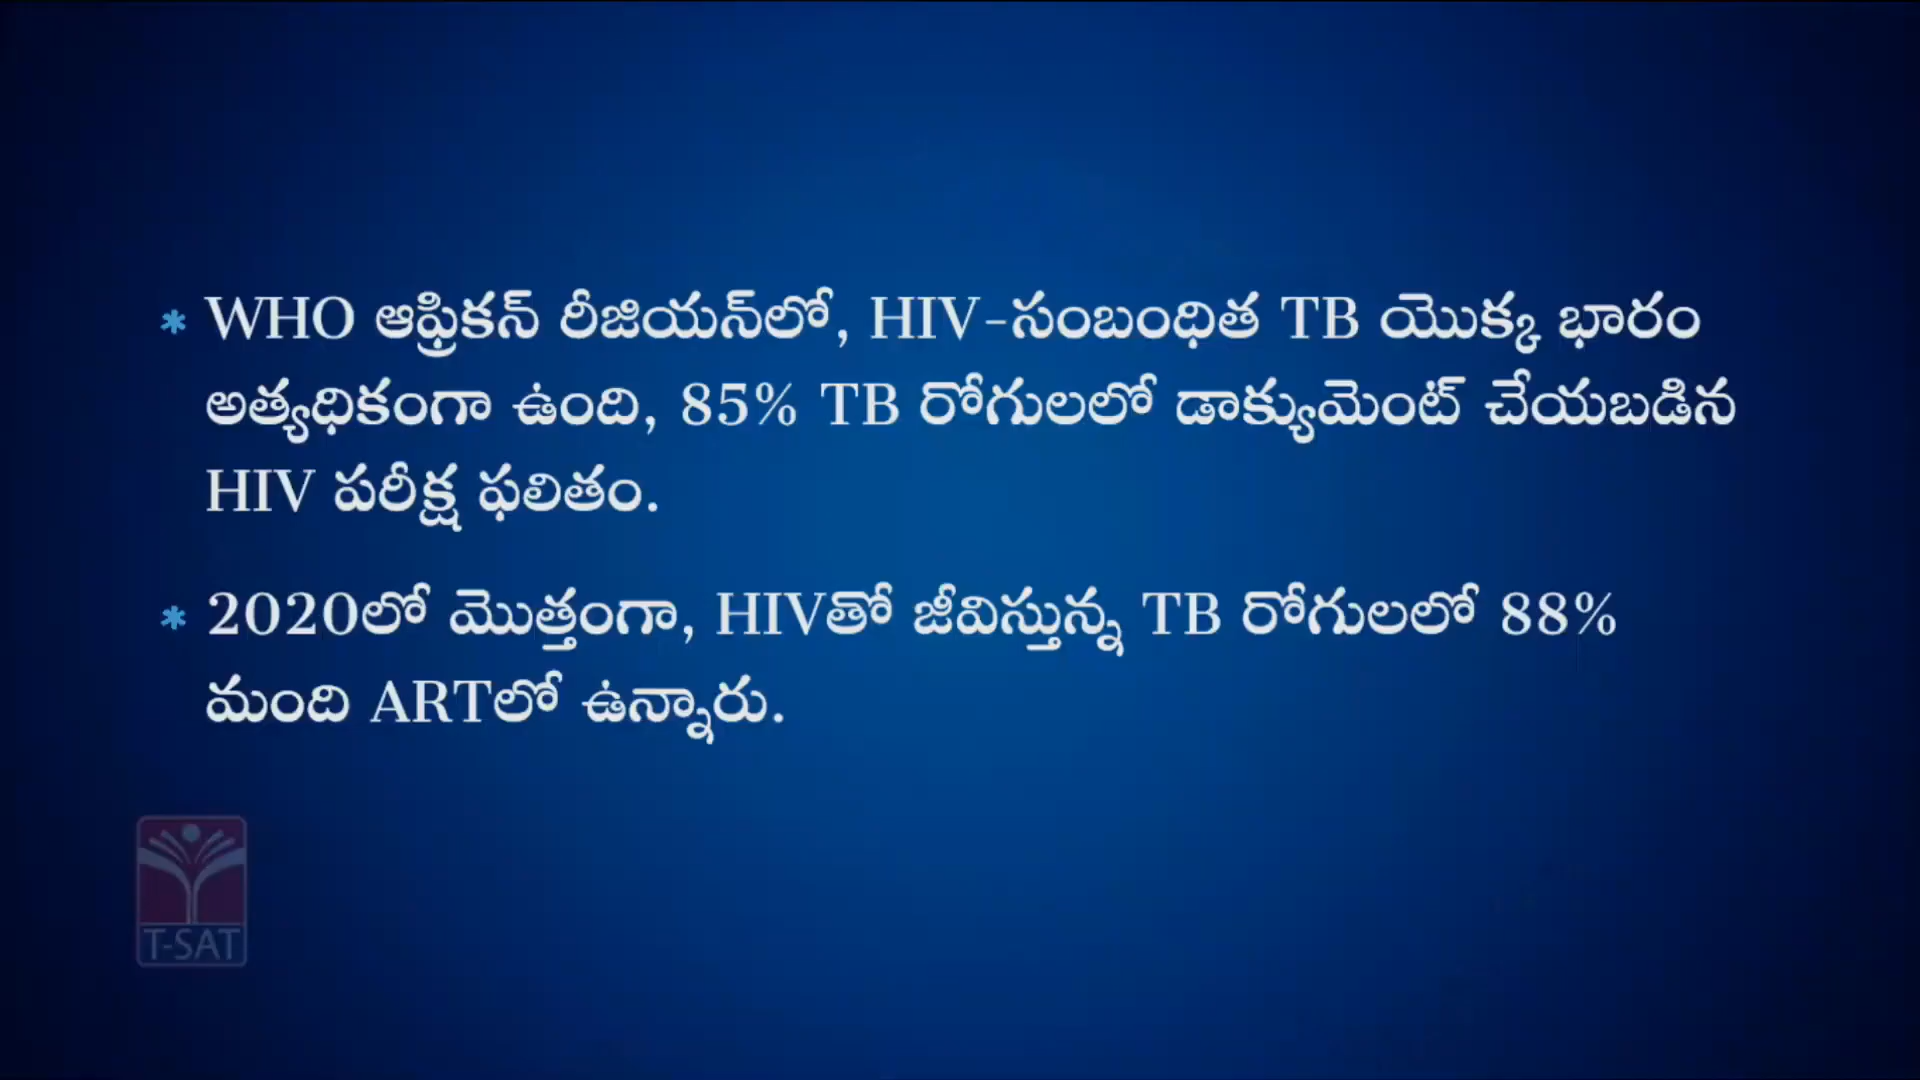 * WHO ఆఫ్రికన్ రీజియన్‌లో, HIV-సంబంధిత TB యొక్క భారం
అత్యధికంగా ఉంది, 85% TB రోగులలో డాక్యుమెంట్ చేయబడిన
HIV పరీక్ష ఫలితం.
* 2020లో మొత్తంగా, HIVతో జీవిస్తున్న TB రోగులలో 88%
మంది ARTలో ఉన్నారు.
T-SAT